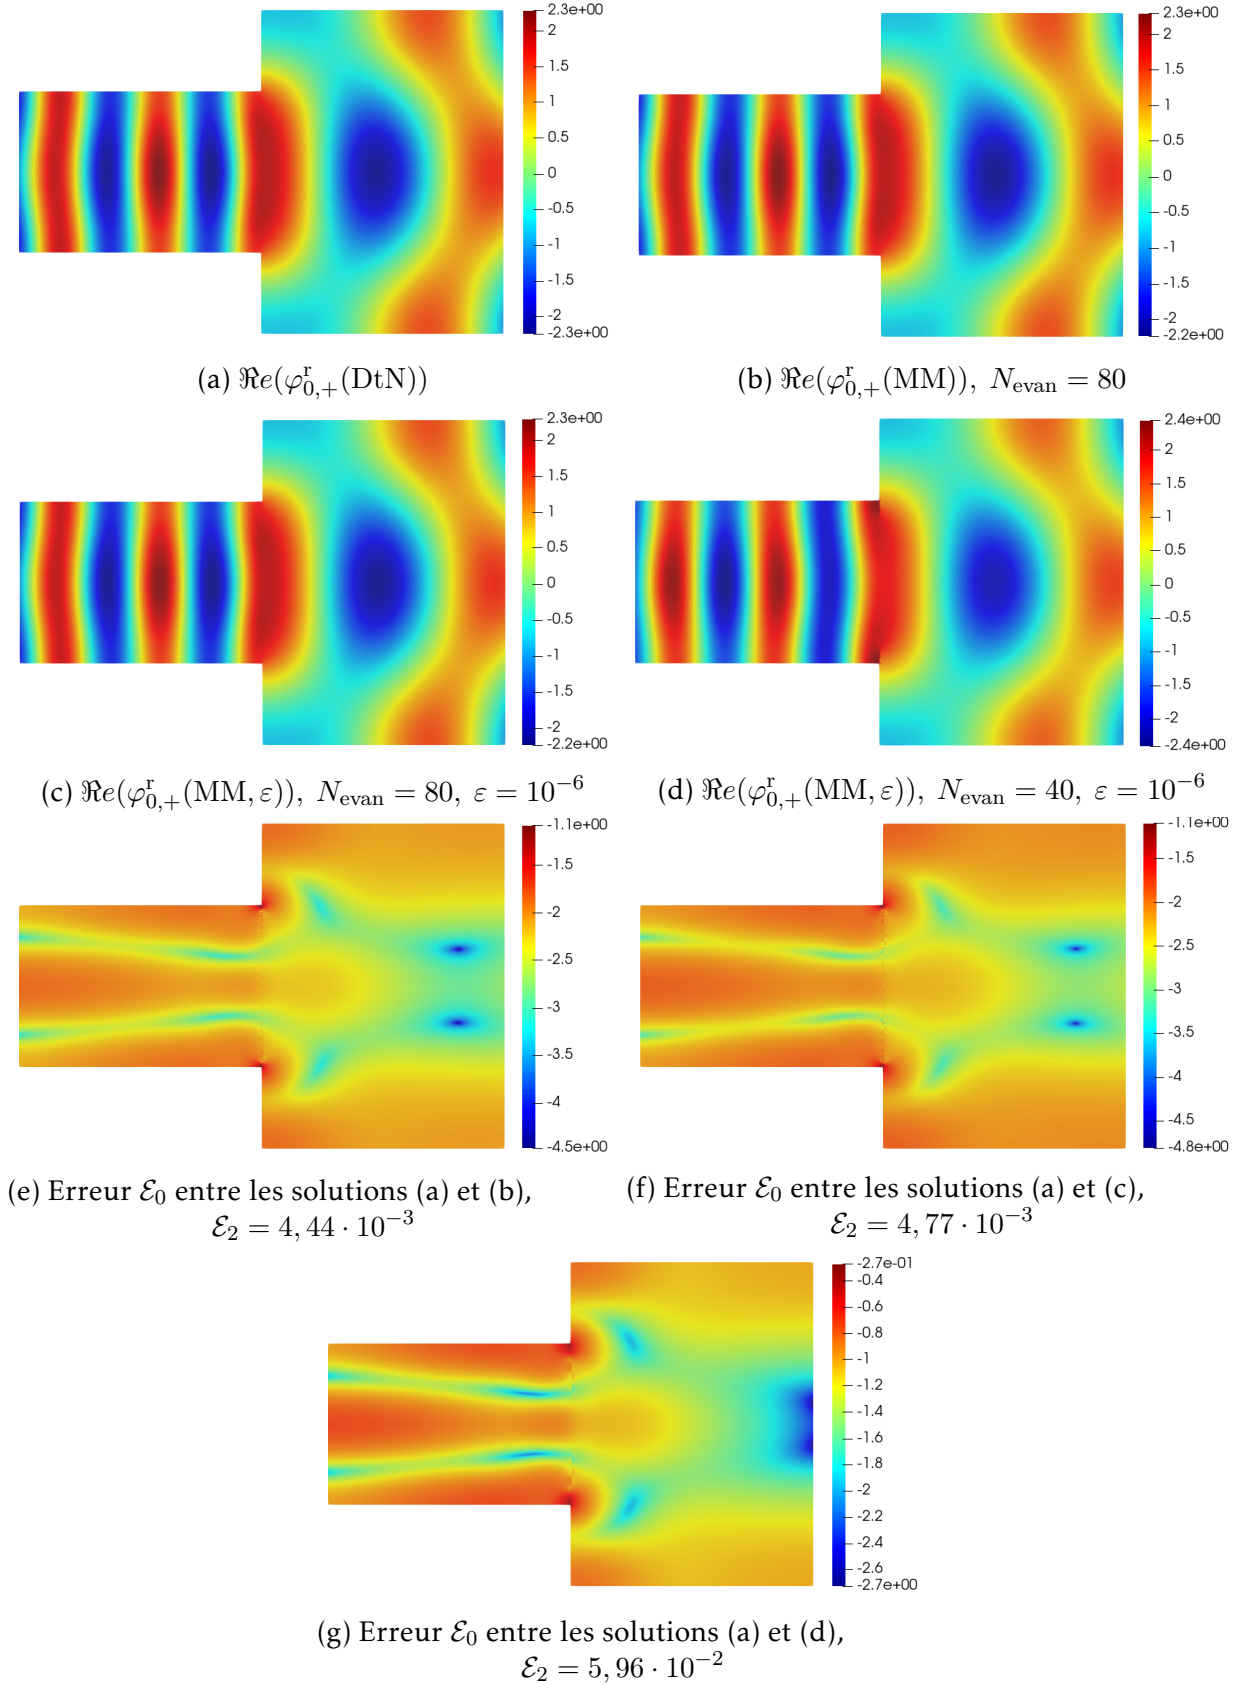 2.3e+00
2
1.5
1
0.5
0
-0.5
-1
-1.5
-2
-2.3e+00
(a) ℜe(φ^r_{0,+}(DtN))
2.3e+00
2
1.5
1
0.5
0
-0.5
-1
-1.5
-2
-2.2e+00
(b) ℜe(φ^r_{0,+}(MM)), N_evan = 80
2.3e+00
2
1.5
1
0.5
0
-0.5
-1
-1.5
-2
-2.2e+00
(c) ℜe(φ^r_{0,+}(MM, ε)), N_evan = 80, ε = 10^{-6}
2.4e+00
2
1.5
1
0.5
0
-0.5
-1
-1.5
-2
-2.4e+00
(d) ℜe(φ^r_{0,+}(MM, ε)), N_evan = 40, ε = 10^{-6}
-1.1e+00
-1.5
-2
-2.5
-3
-3.5
-4
-4.5e+00
(e) Erreur ℰ_0 entre les solutions (a) et (b),
ℰ_2 = 4,44 · 10^{-3}
-1.1e+00
-1.5
-2
-2.5
-3
-3.5
-4
-4.5
-4.8e+00
(f) Erreur ℰ_0 entre les solutions (a) et (c),
ℰ_2 = 4,77 · 10^{-3}
-2.7e-01
-0.4
-0.6
-0.8
-1
-1.2
-1.4
-1.6
-1.8
-2
-2.2
-2.4
-2.6
-2.7e+00
(g) Erreur ℰ_0 entre les solutions (a) et (d),
ℰ_2 = 5,96 · 10^{-2}